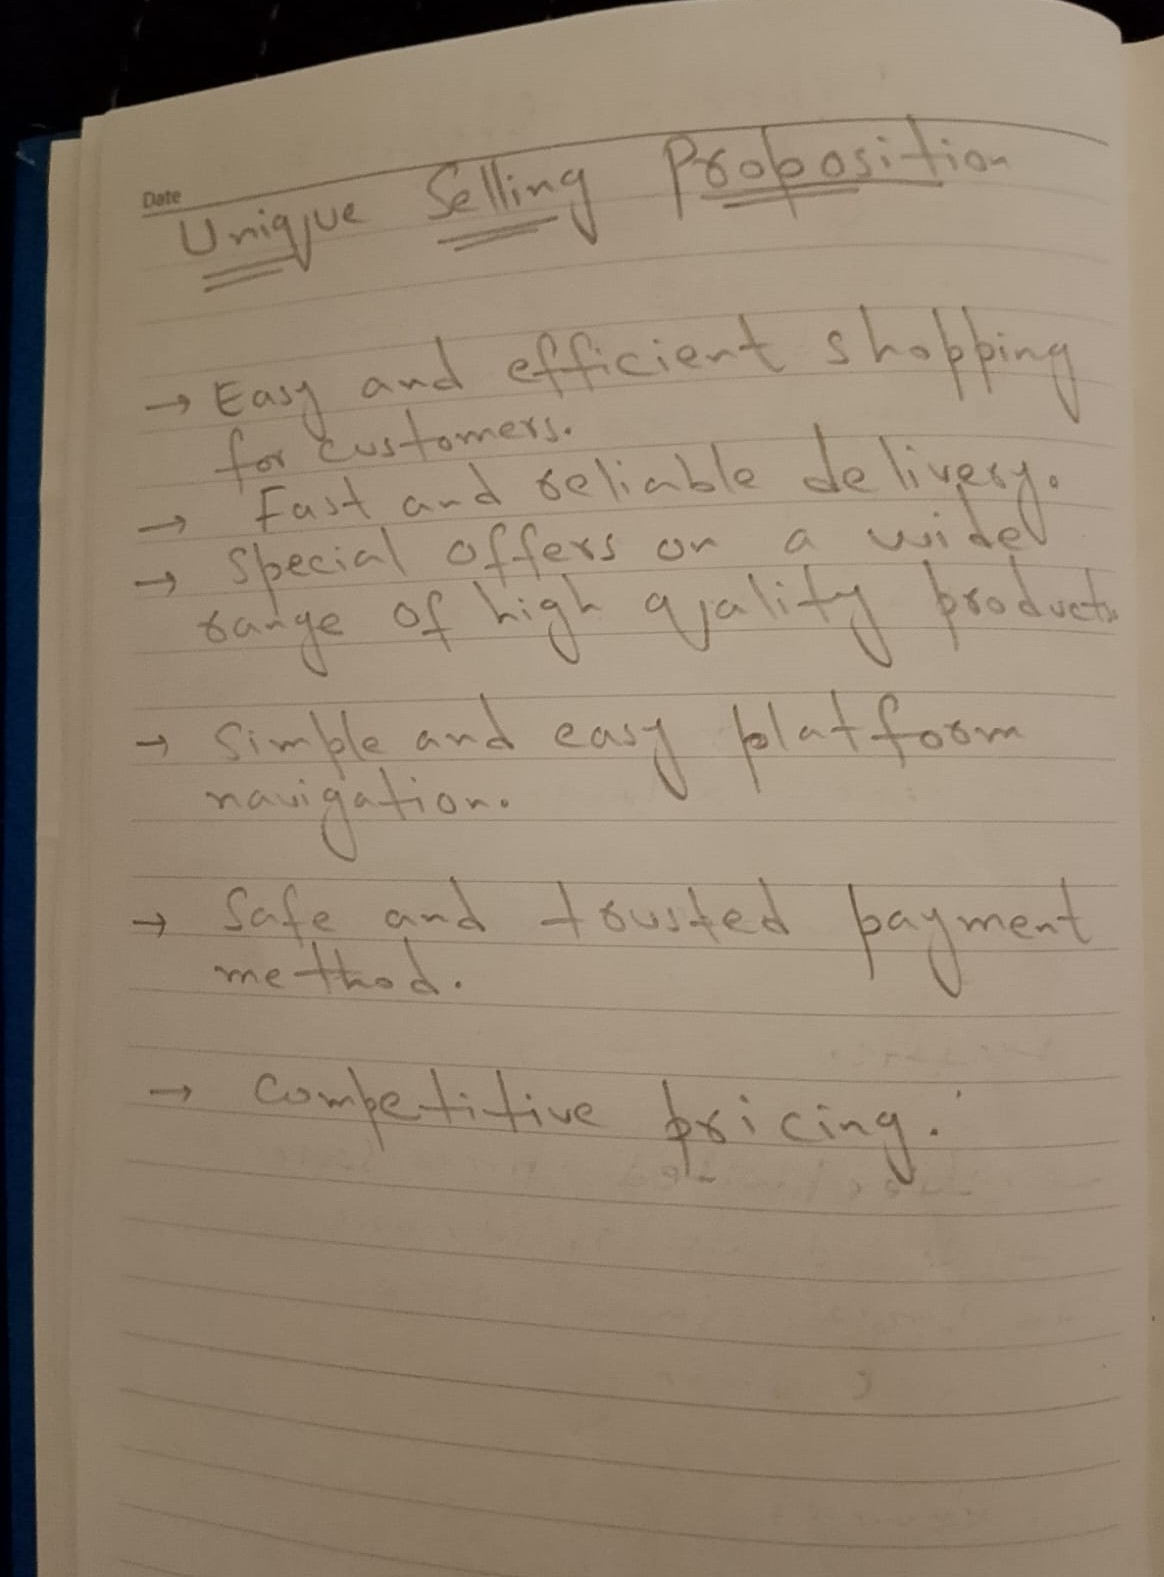 Date
Unique Selling Proposition
→ Easy and efficient shopping
for customers.
→ Fast and reliable delivery.
→ Special offers on a wide
range of high quality products
→ Simple and easy platform
navigation.
→ Safe and trusted payment
method.
→ Competitive pricing.